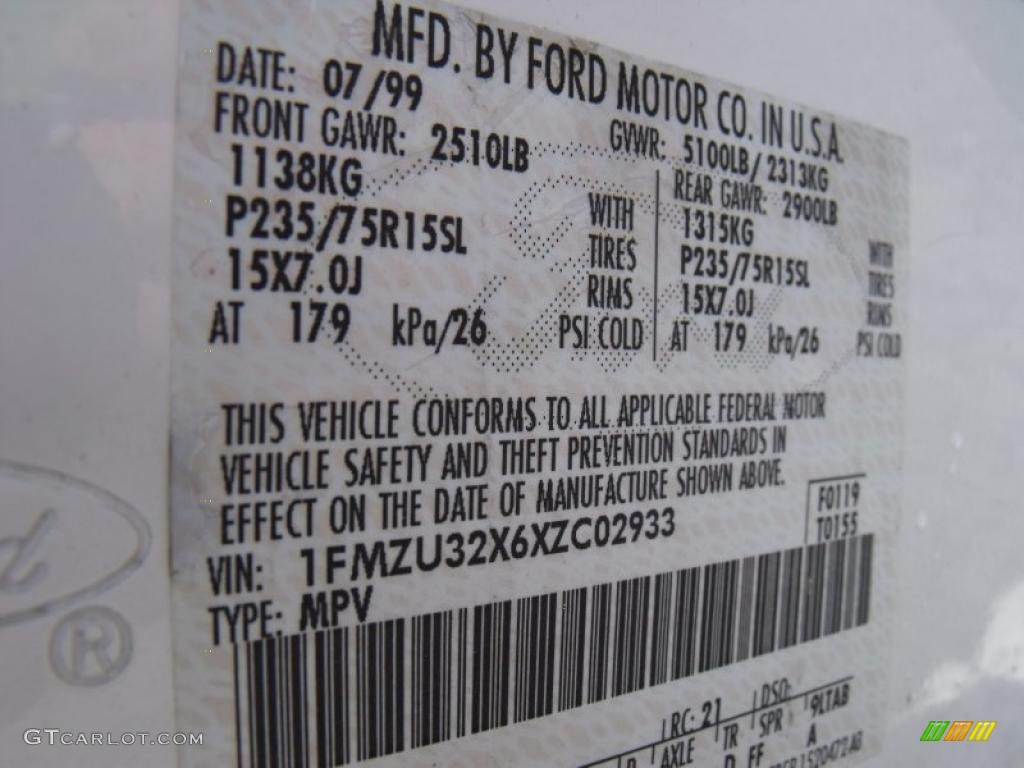 MFD. BY FORD MOTOR CO. IN U.S.A.
DATE: 07/99 GVWR: 5100LB/ 2313KG
FRONT GAWR: 2510LB REAR GAWR: 2900LB
1138KG 1315KG
P235/75R15SL WITH TIRES P235/75R15SL WITH TIRES
15X7.0J RIMS 15X7.0J RIMS
AT 179 kPa/26 PSI COLD AT 179 kPa/26 PSI COLD
THIS VEHICLE CONFORMS TO ALL APPLICABLE FEDERAL MOTOR
VEHICLE SAFETY AND THEFT PREVENTION STANDARDS IN
EFFECT ON THE DATE OF MANUFACTURE SHOWN ABOVE.
F0119
VIN: 1FMZU32X6XZC02933 T0155
TYPE: MPV
RC: 21 DSO:
AXLE TR SPR 9LTAB
D FF A
®
GTCARLOT.COM